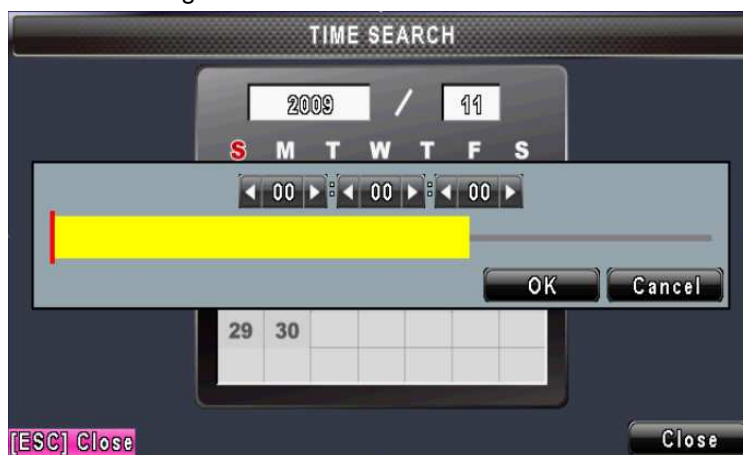 TIME SEARCH
2009 / 11
S M T W T F S
00 : 00 : 00
OK Cancel
29 30
[ESC] Close Close